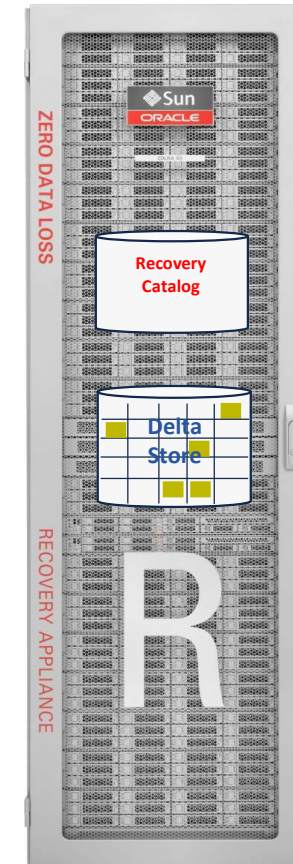 Sun
ORACLE
ZERO DATA LOSS
Recovery
Catalog
Delta
Store
RECOVERY APPLIANCE
R